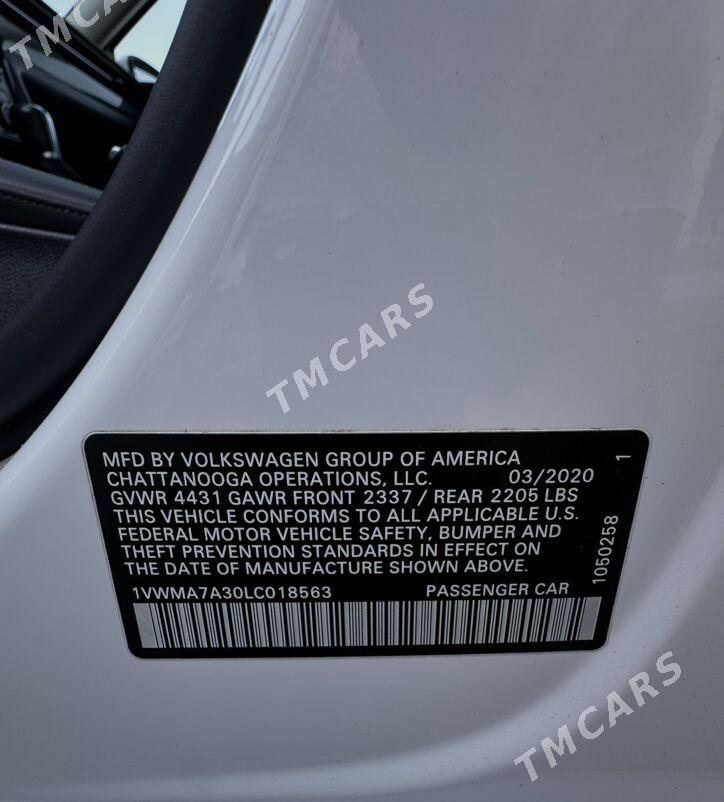 TMCARS
TMCARS
MFD BY VOLKSWAGEN GROUP OF AMERICA
CHATTANOOGA OPERATIONS, LLC. 03/2020
GVWR 4431 GAWR FRONT 2337 / REAR 2205 LBS
THIS VEHICLE CONFORMS TO ALL APPLICABLE U.S.
FEDERAL MOTOR VEHICLE SAFETY, BUMPER AND
THEFT PREVENTION STANDARDS IN EFFECT ON
THE DATE OF MANUFACTURE SHOWN ABOVE.
1VWMA7A30LC018563 PASSENGER CAR
1050258 1
TMCARS